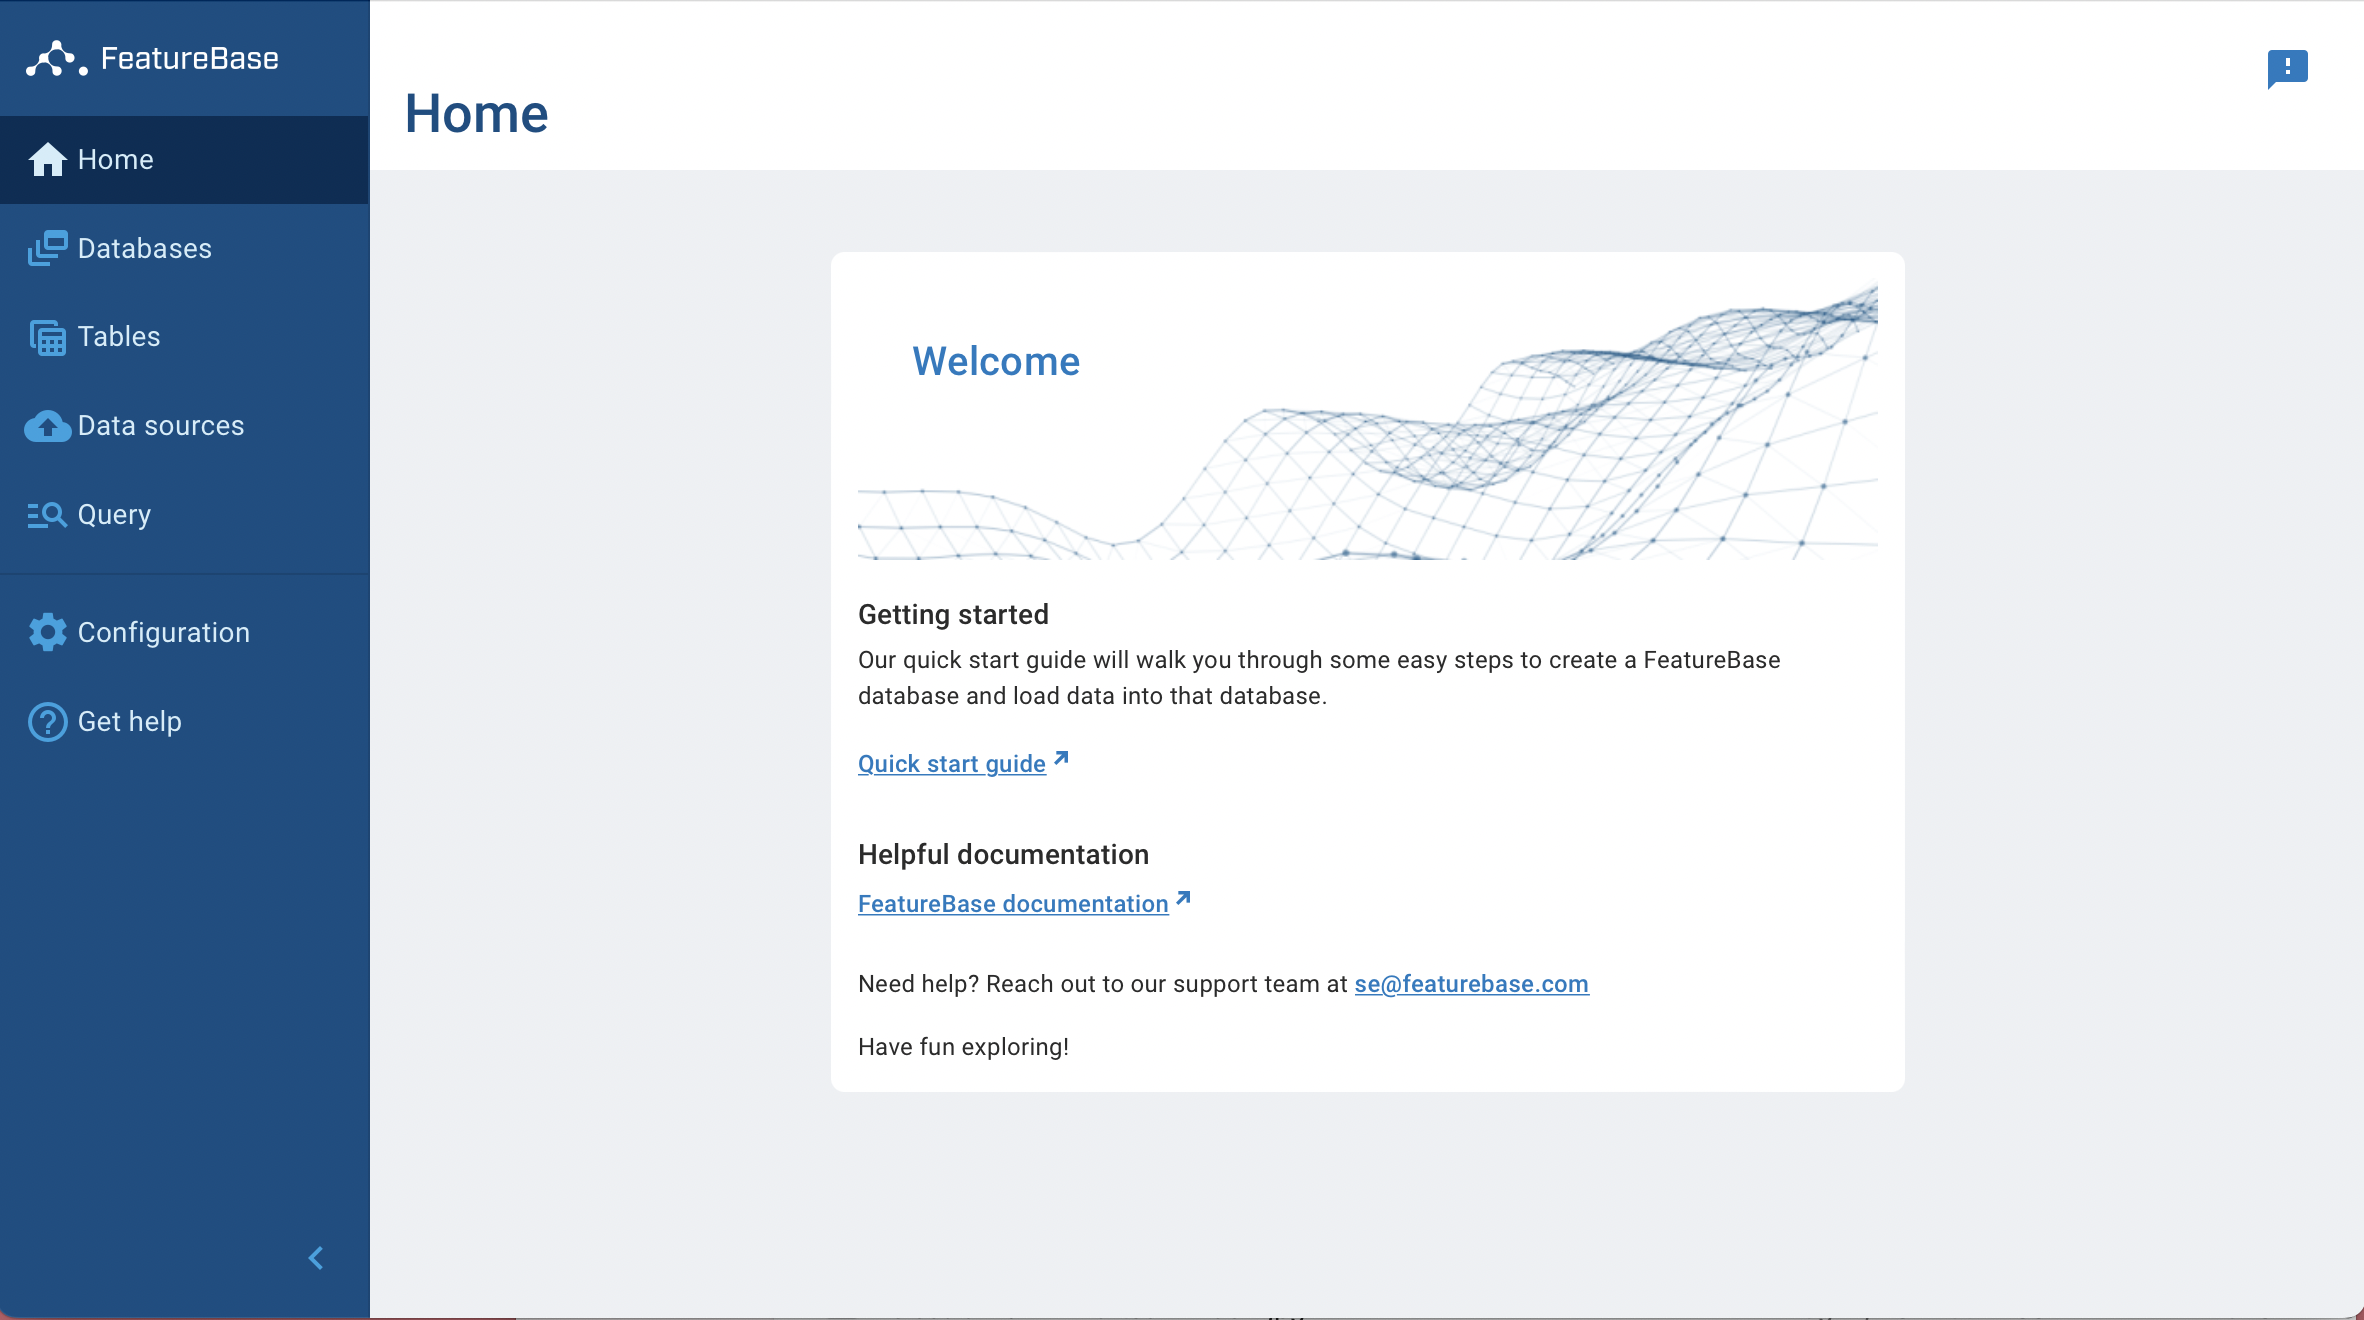 FeatureBase
Home
Databases
Tables
Data sources
Query
Configuration
Get help
Home
Welcome
Getting started
Our quick start guide will walk you through some easy steps to create a FeatureBase
database and load data into that database.
Quick start guide
Helpful documentation
FeatureBase documentation
Need help? Reach out to our support team at se@featurebase.com
Have fun exploring!